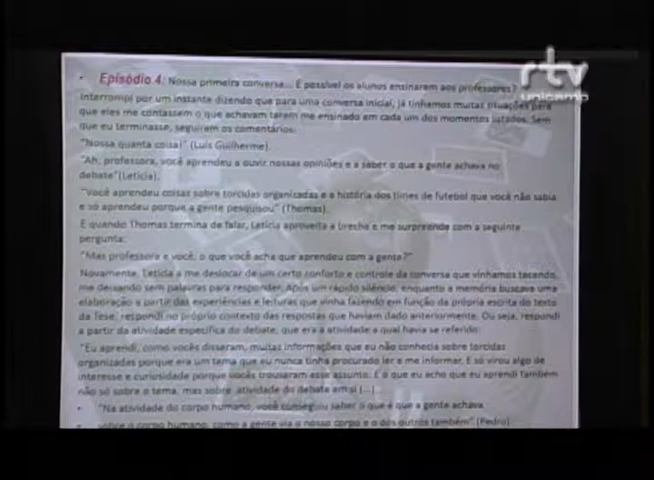 rtv
unicamp
• Episódio 4: Nossa primeira conversa... É possível os alunos ensinarem aos professores?
Interrompi por um instante dizendo que para uma conversa inicial, já tínhamos muitas situações para
que eles me contassem o que achavam terem me ensinado em cada um dos momentos listados. Sem
que eu terminasse, seguiram os comentários:
"Nossa quanta coisa!" (Luis Guilherme).
"Ah, professora, você aprendeu a ouvir nossas opiniões e a saber o que a gente achava no
debate"(Letícia).
"Você aprendeu coisas sobre torcidas organizadas e a história dos times de futebol que você não sabia
e só aprendeu porque a gente pesquisou" (Thomas).
E quando Thomas termina de falar, Letícia aproveita a brecha e me surpreende com a seguinte
pergunta:
"Mas professora e você, o que você acha que aprendeu com a gente?"
Novamente, Letícia a me deslocar de um certo conforto e controle da conversa que vínhamos tecendo,
me deixando sem palavras para responder. Após um rápido silêncio, enquanto a memória buscava uma
elaboração a partir das experiências e leituras que vinha fazendo em função da própria escrita do texto
da tese, respondi no próprio contexto das respostas que haviam dado anteriormente. Ou seja, respondi
a partir da atividade específica do debate, que era a atividade a qual havia se referido:
"Eu aprendi, como vocês disseram, muitas informações que eu não conhecia sobre torcidas
organizadas porque era um tema que eu nunca tinha procurado ler e me informar. E só virou algo de
interesse e curiosidade porque vocês trouxeram esse assunto. E o que eu acho que eu aprendi também
não só sobre o tema, mas sobre atividade do debate em si (...)
• "Na atividade do corpo humano, você conseguiu saber o que é que a gente achava
• sobre o corpo humano, como a gente via o nosso corpo e o dos outros também" (Pedro)